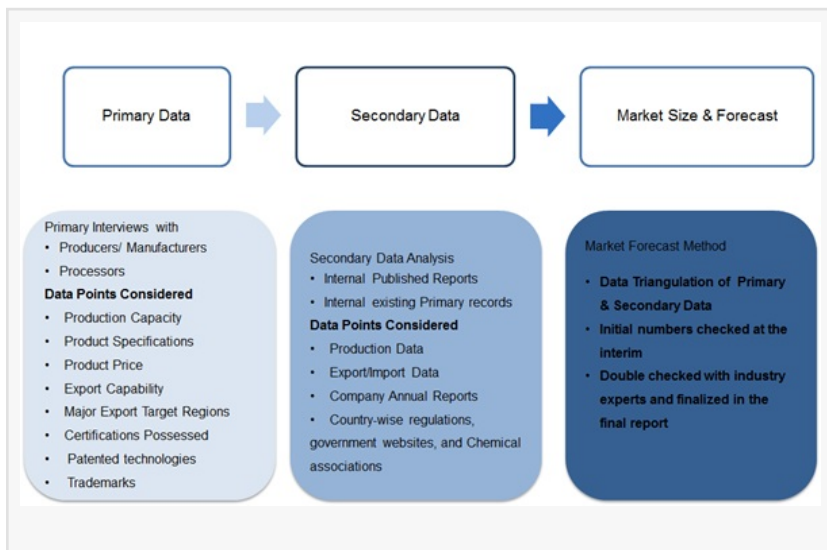 Primary Data
Secondary Data
Market Size & Forecast
Primary Interviews with
• Producers/ Manufacturers
• Processors
Data Points Considered
• Production Capacity
• Product Specifications
• Product Price
• Export Capability
• Major Export Target Regions
• Certifications Possessed
• Patented technologies
• Trademarks
Secondary Data Analysis
• Internal Published Reports
• Internal existing Primary records
Data Points Considered
• Production Data
• Export/Import Data
• Company Annual Reports
• Country-wise regulations,
government websites, and Chemical
associations
Market Forecast Method
• Data Triangulation of Primary
& Secondary Data
• Initial numbers checked at the
interim
• Double checked with industry
experts and finalized in the
final report